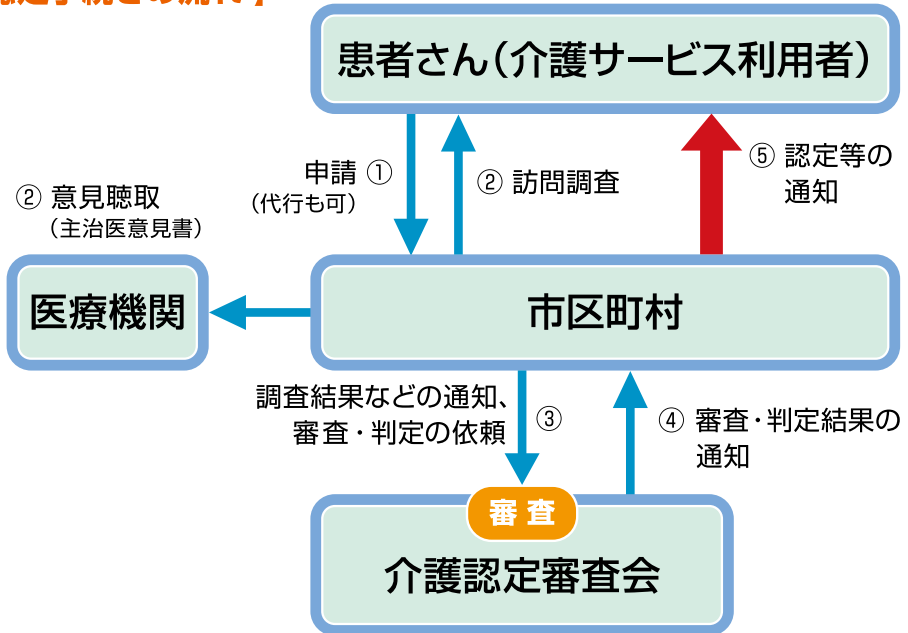 患者さん（介護サービス利用者）
申請 ①
（代行も可）
② 訪問調査
⑤ 認定等の
通知
② 意見聴取
（主治医意見書）
医療機関
市区町村
調査結果などの通知、
審査・判定の依頼
③
④ 審査・判定結果の
通知
審査
介護認定審査会